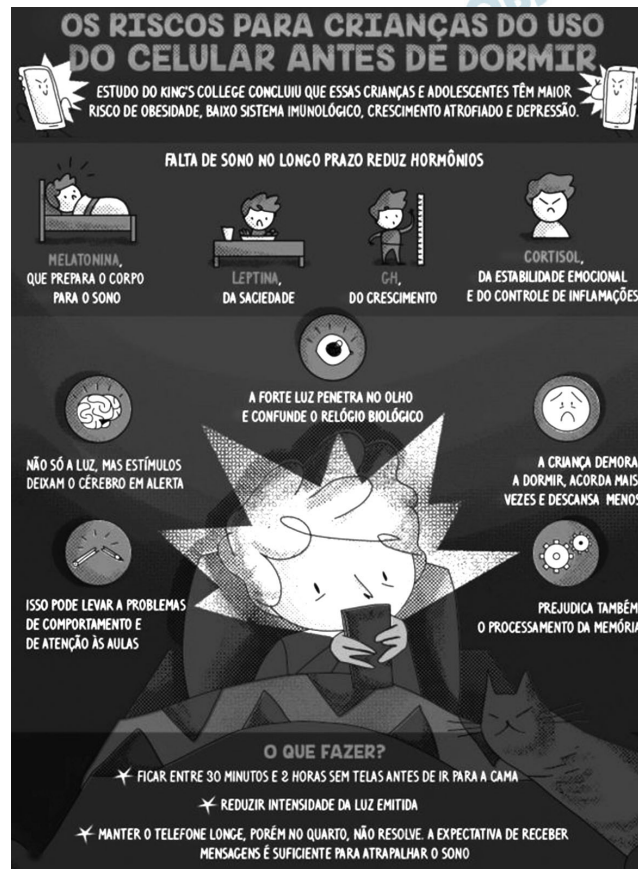 OS RISCOS PARA CRIANÇAS DO USO
DO CELULAR ANTES DE DORMIR
ESTUDO DO KING'S COLLEGE CONCLUIU QUE ESSAS CRIANÇAS E ADOLESCENTES TÊM MAIOR
RISCO DE OBESIDADE, BAIXO SISTEMA IMUNOLÓGICO, CRESCIMENTO ATROFIADO E DEPRESSÃO.
FALTA DE SONO NO LONGO PRAZO REDUZ HORMÔNIOS
MELATONINA,
QUE PREPARA O CORPO
PARA O SONO
LEPTINA,
DA SACIEDADE
GH,
DO CRESCIMENTO
CORTISOL,
DA ESTABILIDADE EMOCIONAL
E DO CONTROLE DE INFLAMAÇÕES
A FORTE LUZ PENETRA NO OLHO
E CONFUNDE O RELÓGIO BIOLÓGICO
NÃO SÓ A LUZ, MAS ESTÍMULOS
DEIXAM O CÉREBRO EM ALERTA
A CRIANÇA DEMORA
A DORMIR, ACORDA MAIS
VEZES E DESCANSA MENOS
ISSO PODE LEVAR A PROBLEMAS
DE COMPORTAMENTO E
DE ATENÇÃO ÀS AULAS
PREJUDICA TAMBÉM
O PROCESSAMENTO DA MEMÓRIA
O QUE FAZER?
FICAR ENTRE 30 MINUTOS E 2 HORAS SEM TELAS ANTES DE IR PARA A CAMA
REDUZIR INTENSIDADE DA LUZ EMITIDA
MANTER O TELEFONE LONGE, PORÉM NO QUARTO, NÃO RESOLVE. A EXPECTATIVA DE RECEBER
MENSAGENS É SUFICIENTE PARA ATRAPALHAR O SONO